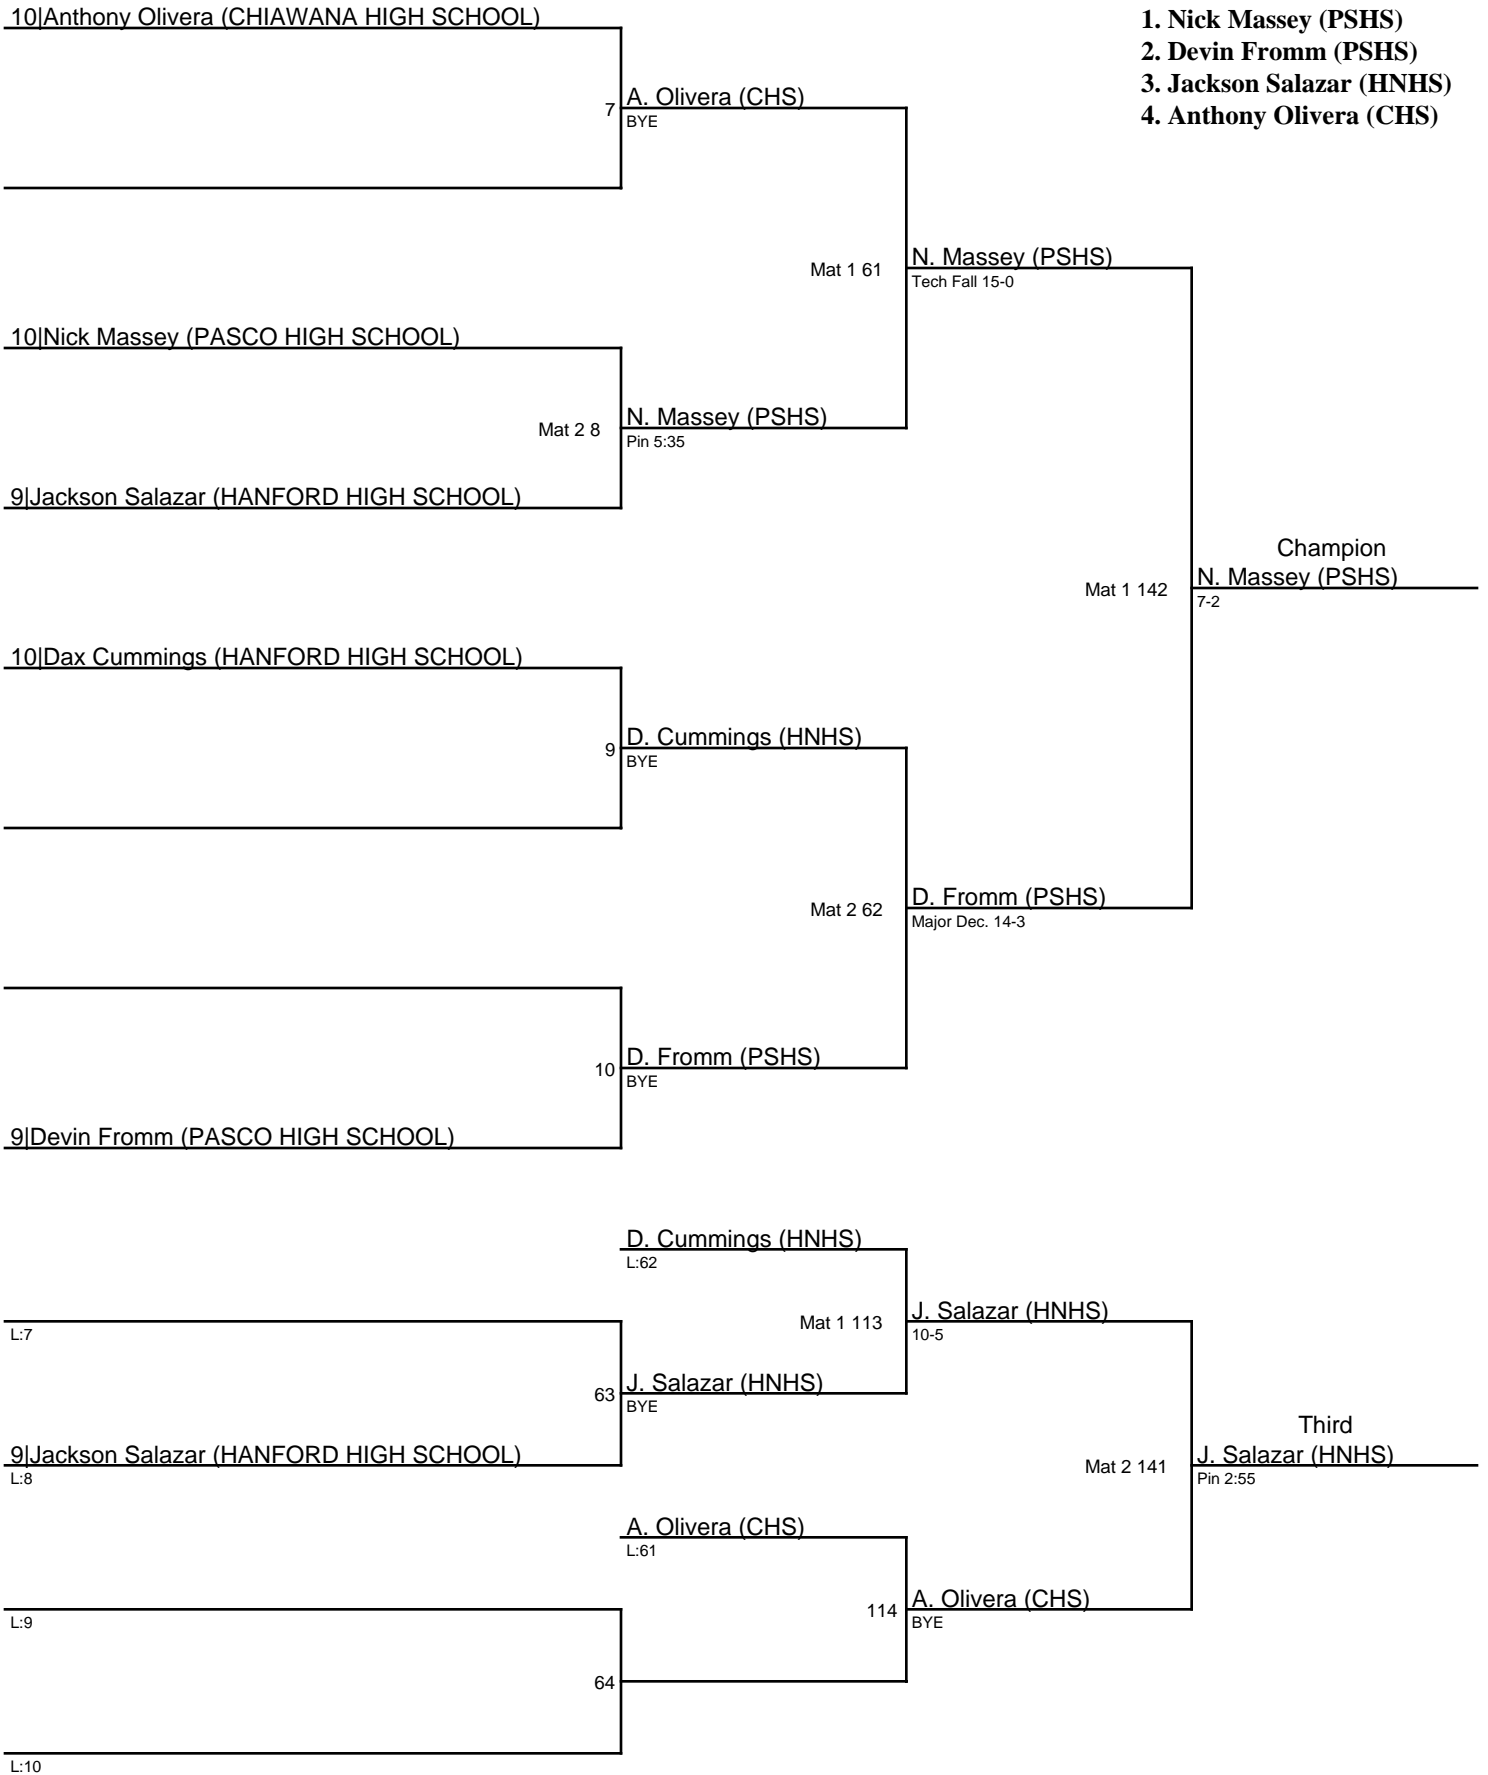 10|Anthony Olivera (CHIAWANA HIGH SCHOOL)
1. Nick Massey (PSHS)
2. Devin Fromm (PSHS)
3. Jackson Salazar (HNHS)
4. Anthony Olivera (CHS)
7
A. Olivera (CHS)
BYE
Mat 1 61
N. Massey (PSHS)
Tech Fall 15-0
10|Nick Massey (PASCO HIGH SCHOOL)
Mat 2 8
N. Massey (PSHS)
Pin 5:35
9|Jackson Salazar (HANFORD HIGH SCHOOL)
Champion
Mat 1 142
N. Massey (PSHS)
7-2
10|Dax Cummings (HANFORD HIGH SCHOOL)
9
D. Cummings (HNHS)
BYE
Mat 2 62
D. Fromm (PSHS)
Major Dec. 14-3
10
D. Fromm (PSHS)
BYE
9|Devin Fromm (PASCO HIGH SCHOOL)
D. Cummings (HNHS)
L:62
Mat 1 113
J. Salazar (HNHS)
10-5
L:7
63
J. Salazar (HNHS)
BYE
9|Jackson Salazar (HANFORD HIGH SCHOOL)
L:8
Third
Mat 2 141
J. Salazar (HNHS)
Pin 2:55
A. Olivera (CHS)
L:61
114
A. Olivera (CHS)
BYE
L:9
64
L:10